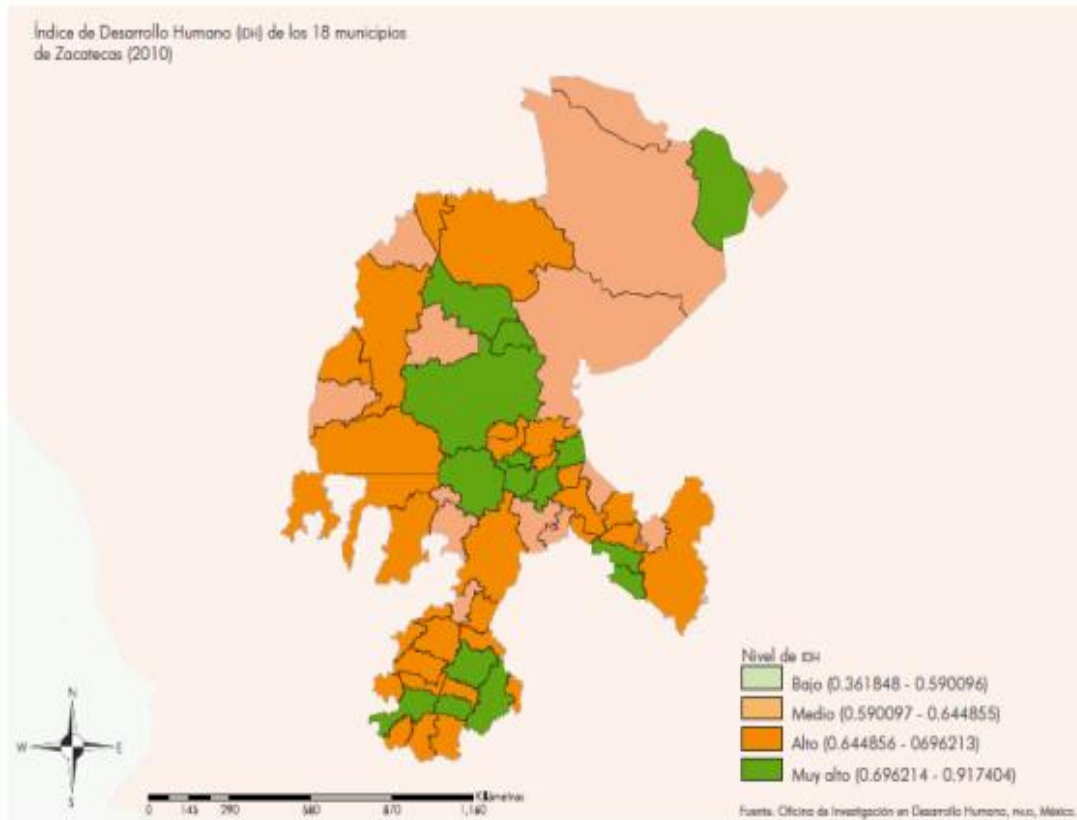 Índice de Desarrollo Humano (IDH) de los 18 municipios
de Zacatecas (2010)
N
W
E
S
0 145 290 580 870 1,160
Kilómetros
Nivel de IDH
Bajo (0.361848 - 0.590096)
Medio (0.590097 - 0.644855)
Alto (0.644856 - 0696213)
Muy alto (0.696214 - 0.917404)
Fuente: Oficina de Investigación en Desarrollo Humano, PNUD, México.